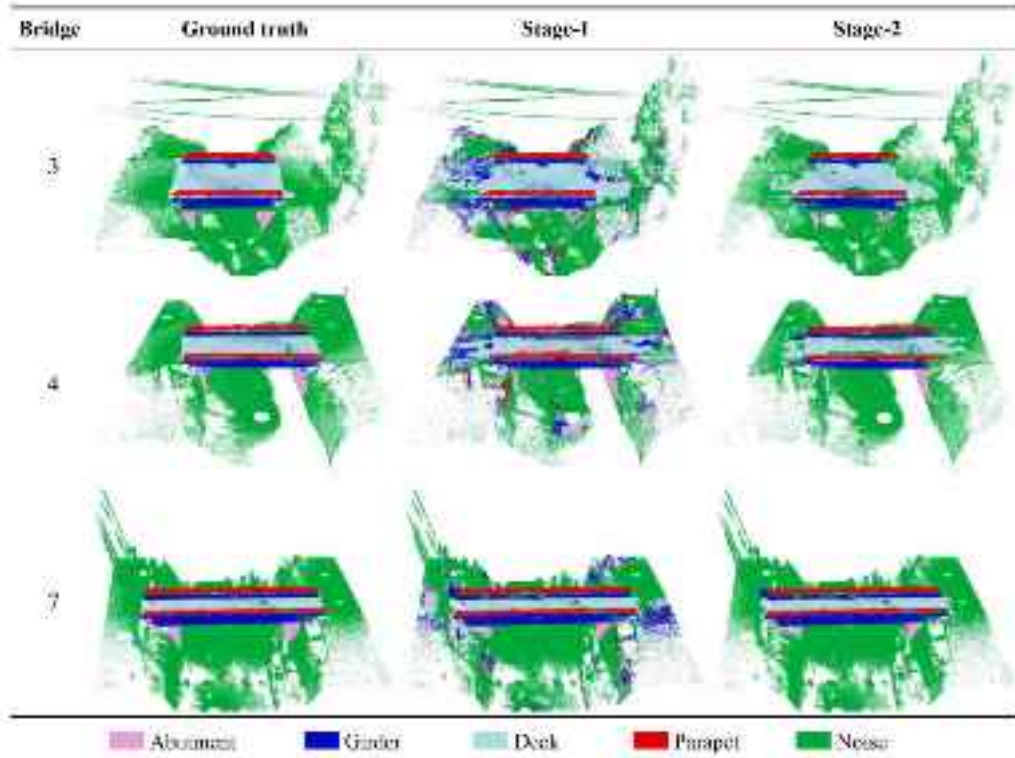 Bridge Ground truth Stage-1 Stage-2
3
4
7
Abutment Girder Deck Parapet Noise